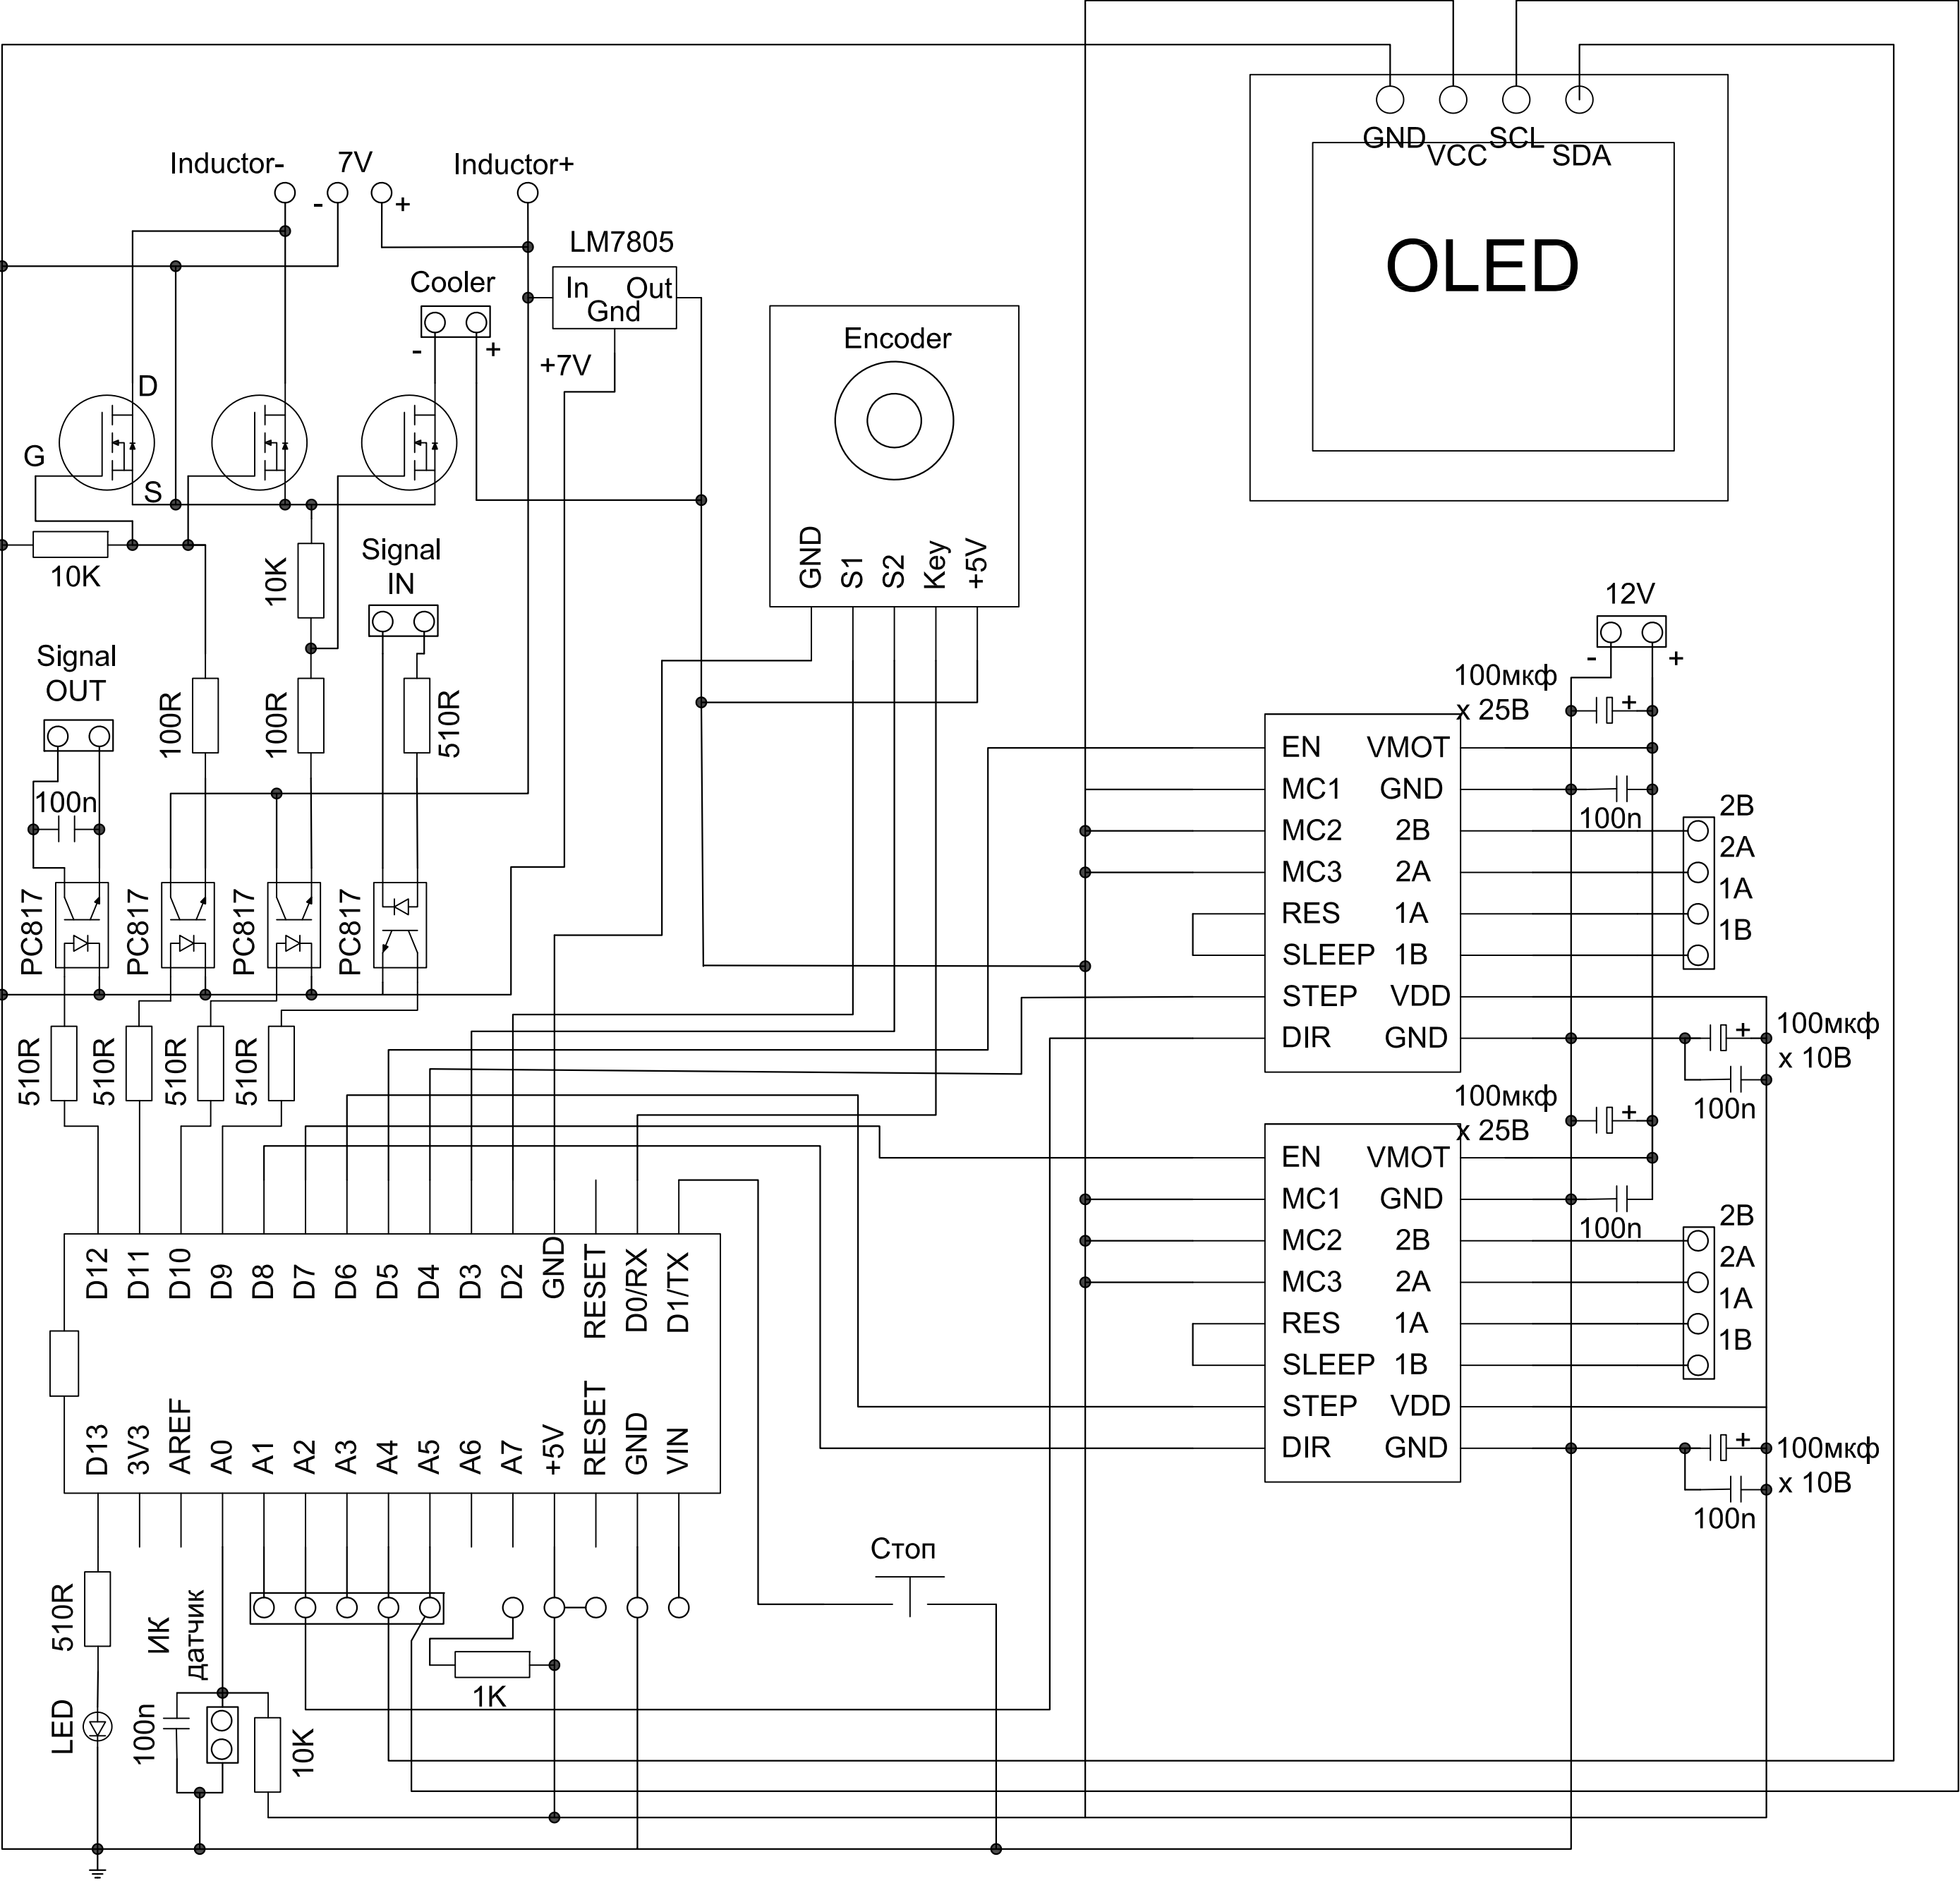 GND
VCC
SCL
SDA
OLED
Inductor-
7V
Inductor+
-
+
LM7805
In
Out
Gnd
Cooler
-
+
+7V
Encoder
GND
S1
S2
Key
+5V
D
G
S
10K
10K
Signal
IN
Signal
OUT
100R
100R
510R
100n
PC817
PC817
PC817
PC817
510R
510R
510R
510R
12V
-
+
100мкф
x 25В
+
EN
VMOT
MC1
GND
100n
MC2
2B
MC3
2A
RES
1A
SLEEP
1B
STEP
VDD
DIR
GND
2B
2A
1A
1B
+
100мкф
x 10В
100n
100мкф
x 25В
+
EN
VMOT
MC1
GND
100n
MC2
2B
MC3
2A
RES
1A
SLEEP
1B
STEP
VDD
DIR
GND
2B
2A
1A
1B
+
100мкф
x 10В
100n
D12
D11
D10
D9
D8
D7
D6
D5
D4
D3
D2
GND
RESET
D0/RX
D1/TX
D13
3V3
AREF
A0
A1
A2
A3
A4
A5
A6
A7
+5V
RESET
GND
VIN
Стоп
510R
ИК
датчик
1K
LED
100n
10K